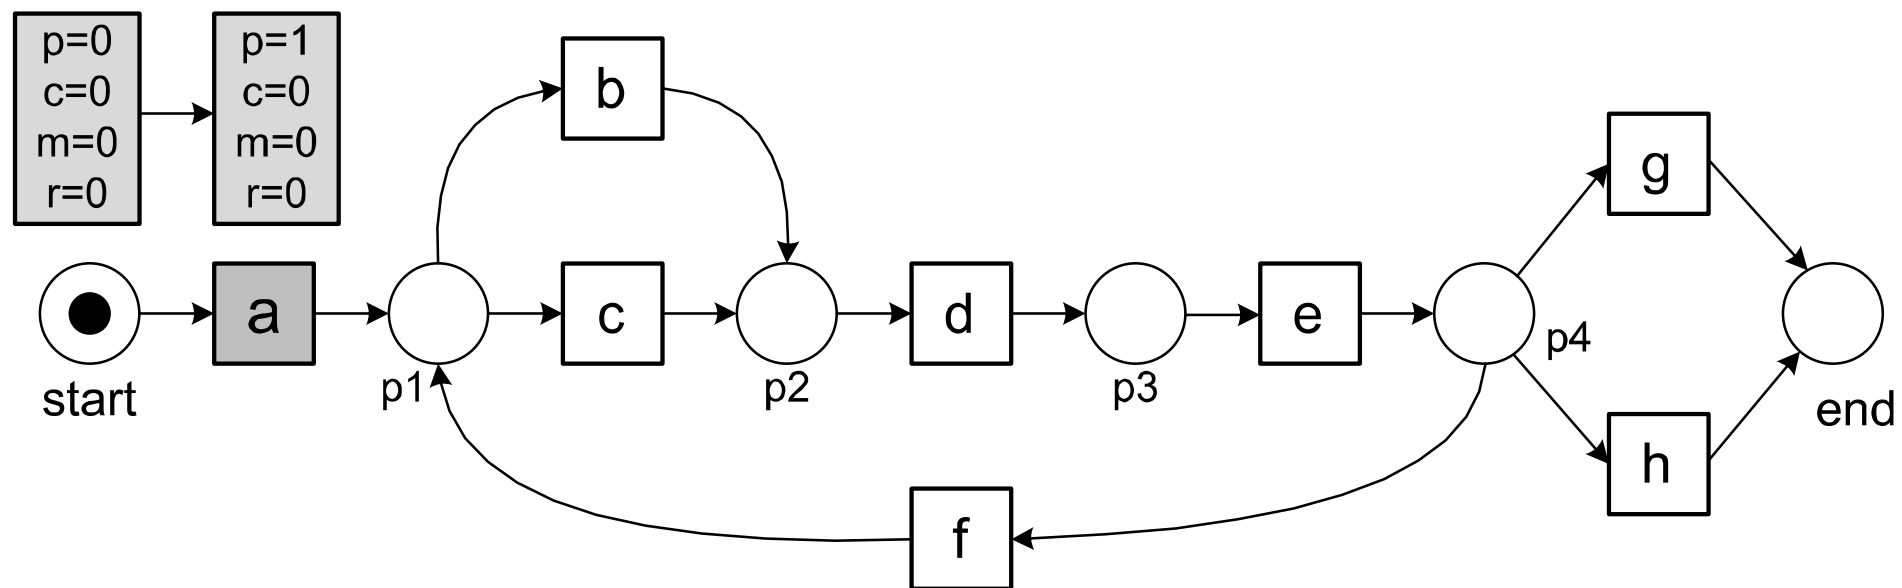 p=0
c=0
m=0
r=0
p=1
c=0
m=0
r=0
b
g
a
c
d
e
p4
start
p1
p2
p3
end
h
f